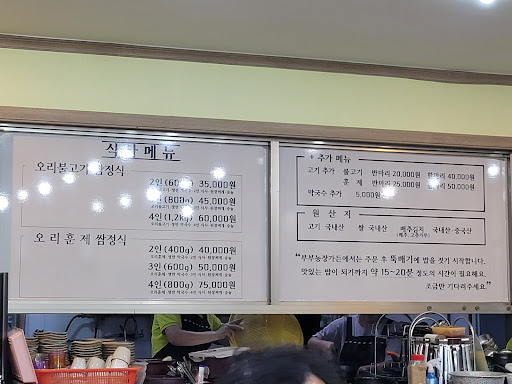 식사메뉴
오리불고기 쌈정식
2인 (600g) 35,000원
3인 (800g) 45,000원
4인 (1,2kg) 60,000원
오리훈제 쌈정식
2인 (400g) 40,000원
3인 (600g) 50,000원
4인 (800g) 75,000원
+ 추가 메뉴
고기 추가 불고기 반마리 20,000원 한마리 40,000원
훈 제 반마리 25,000원 한마리 50,000원
막국수 추가 5,000원
원 산 지
고기 국내산 쌀 국내산 배추김치 국내산·중국산
(배추, 고춧가루)
"부부농장가든에서는 주문 후 뚝배기에 밥을 짓기 시작합니다.
맛있는 밥이 되기까지 약 15~20분 정도의 시간이 필요해요.
조금만 기다려주세요."